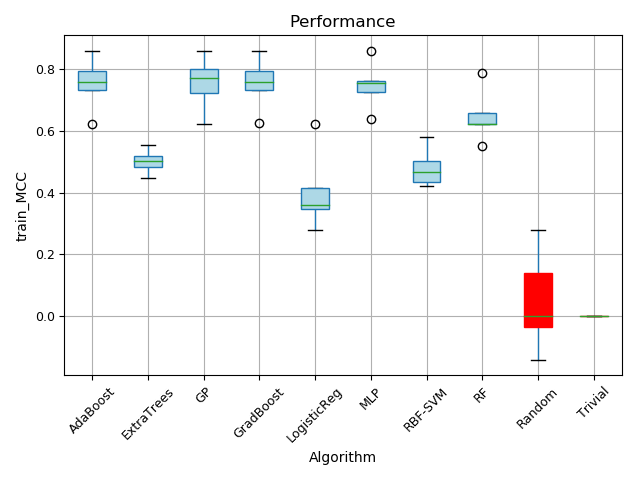 Performance
train_MCC
0.8
0.6
0.4
0.2
0.0
AdaBoost
ExtraTrees
GP
GradBoost
LogisticReg
MLP
RBF-SVM
RF
Random
Trivial
Algorithm